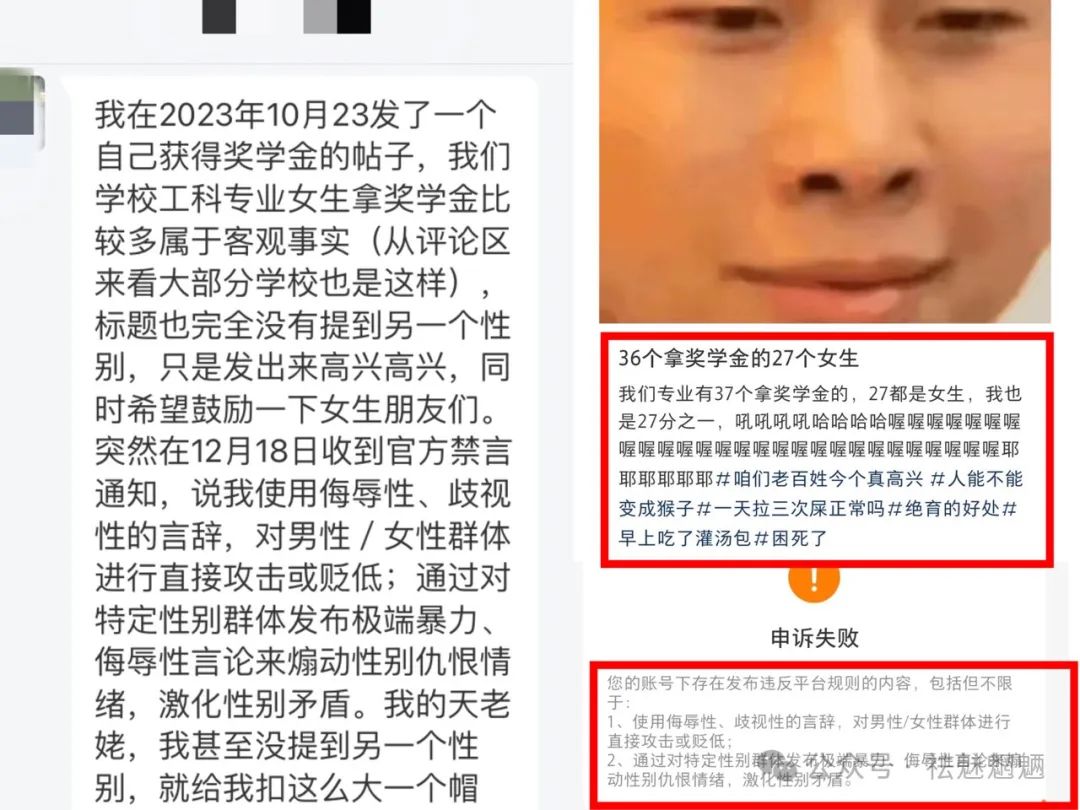 我在2023年10月23发了一个
自己获得奖学金的帖子，我们
学校工科专业女生拿奖学金比
较多属于客观事实（从评论区
来看大部分学校也是这样），
标题也完全没有提到另一个性
别，只是发出来高兴高兴，同
时希望鼓励一下女生朋友们。
突然在12月18日收到官方禁言
通知，说我使用侮辱性、歧视
性的言辞，对男性／女性群体
进行直接攻击或贬低；通过对
特定性别群体发布极端暴力、
侮辱性言论来煽动性别仇恨情
绪，激化性别矛盾。我的天老
姥，我甚至没提到另一个性
别，就给我扣这么大一个帽
36个拿奖学金的27个女生
我们专业有37个拿奖学金的，27都是女生，我也
是27分之一，吼吼吼吼哈哈哈哈喔喔喔喔喔喔喔
喔喔喔喔喔喔喔喔喔喔喔喔喔喔喔喔喔喔喔喔耶
耶耶耶耶耶#咱们老百姓今个真高兴 #人能不能
变成猴子#一天拉三次屎正常吗#绝育的好处#
早上吃了灌汤包#困死了
!
申诉失败
您的账号下存在发布违反平台规则的内容，包括但不限
于：
1、使用侮辱性、歧视性的言辞，对男性/女性群体进行
直接攻击或贬低；
2、通过对特定性别群体发布极端暴力、侮辱性言论来煽
动性别仇恨情绪，激化性别矛盾。
公众号·祛魅魍魉